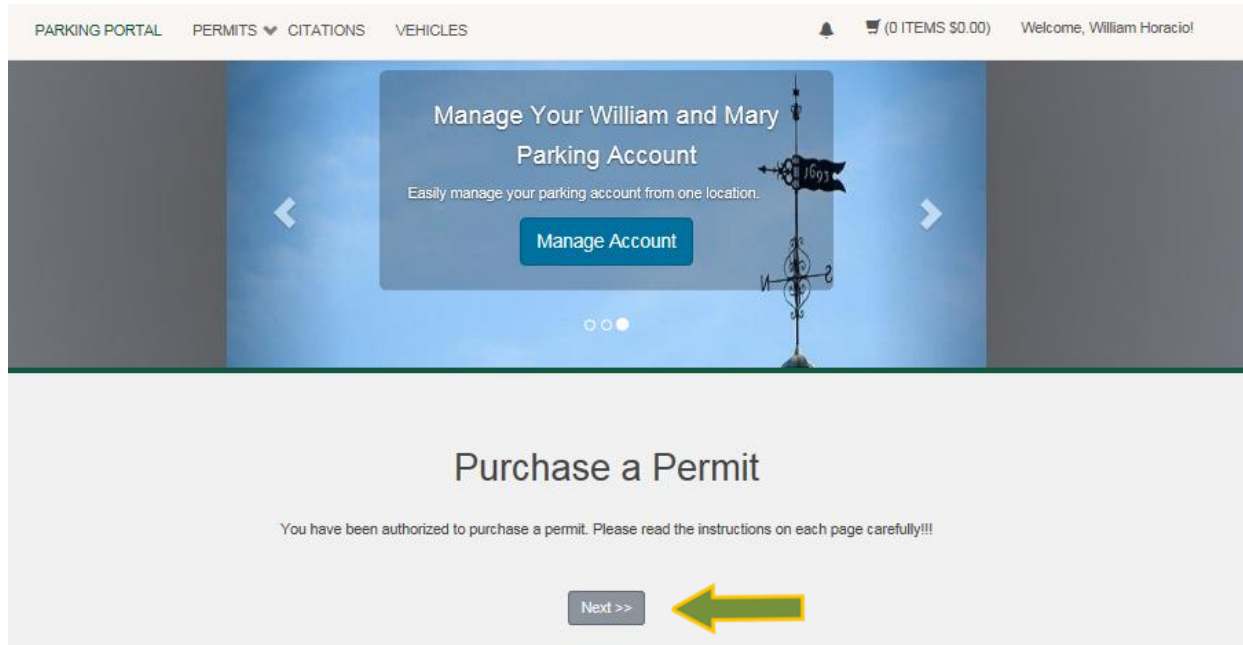 PARKING PORTAL PERMITS CITATIONS VEHICLES (0 ITEMS $0.00) Welcome, William Horacio!
Manage Your William and Mary
Parking Account
1693
Easily manage your parking account from one location.
Manage Account
N S
Purchase a Permit
You have been authorized to purchase a permit. Please read the instructions on each page carefully!!!
Next >>